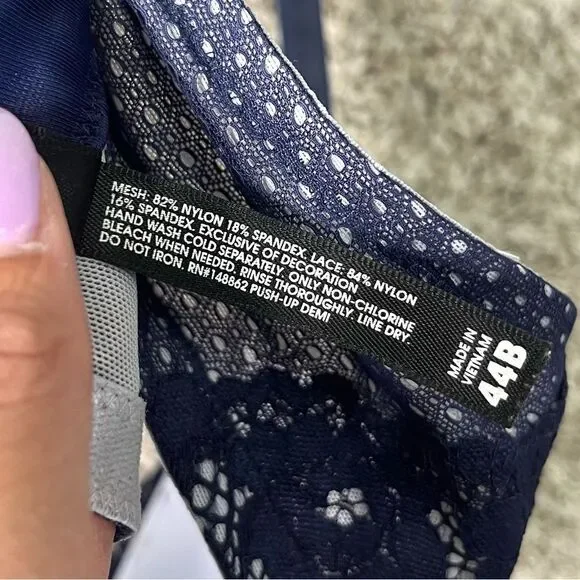 MESH: 82% NYLON 18% SPANDEX. LACE: 84% NYLON
16% SPANDEX. EXCLUSIVE OF DECORATION
HAND WASH COLD SEPARATELY. ONLY NON-CHLORINE
BLEACH WHEN NEEDED. RINSE THOROUGHLY. LINE DRY.
DO NOT IRON. RN#148862 PUSH-UP DEMI
MADE IN
VIETNAM
44B